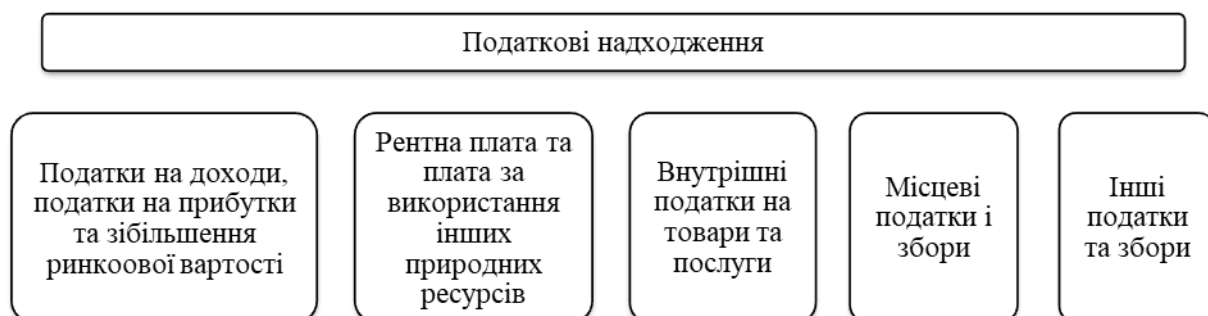 Податкові надходження
Податки на доходи,
податки на прибутки
та зібільшення
ринкоової вартості
Рентна плата та
плата за
використання
інших
природних
ресурсів
Внутрішні
податки на
товари та
послуги
Місцеві
податки і
збори
Інші
податки
та збори